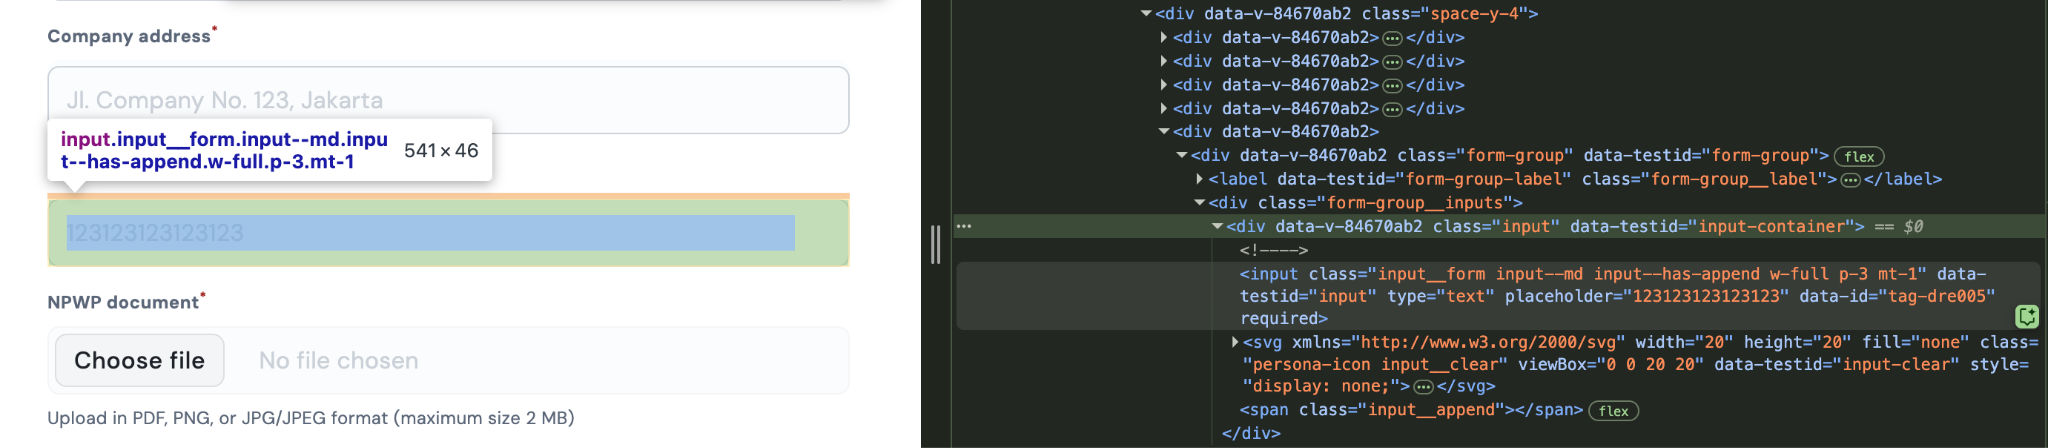 Company address*
Jl. Company No. 123, Jakarta
input.input__form.input--md.inpu
t--has-append.w-full.p-3.mt-1
541 × 46
123123123123123
NPWP document*
Choose file
No file chosen
Upload in PDF, PNG, or JPG/JPEG format (maximum size 2 MB)
<div data-v-84670ab2 class="space-y-4">
<div data-v-84670ab2>…</div>
<div data-v-84670ab2>…</div>
<div data-v-84670ab2>…</div>
<div data-v-84670ab2>…</div>
<div data-v-84670ab2>
<div data-v-84670ab2 class="form-group" data-testid="form-group"> flex
<label data-testid="form-group-label" class="form-group__label">…</label>
<div class="form-group__inputs">
… <div data-v-84670ab2 class="input" data-testid="input-container"> == $0
<!---->
<input class="input__form input--md input--has-append w-full p-3 mt-1" data-
testid="input" type="text" placeholder="123123123123123" data-id="tag-dre005"
required>
<svg xmlns="http://www.w3.org/2000/svg" width="20" height="20" fill="none" class=
"persona-icon input__clear" viewBox="0 0 20 20" data-testid="input-clear" style=
"display: none;">…</svg>
<span class="input__append"></span> flex
</div>